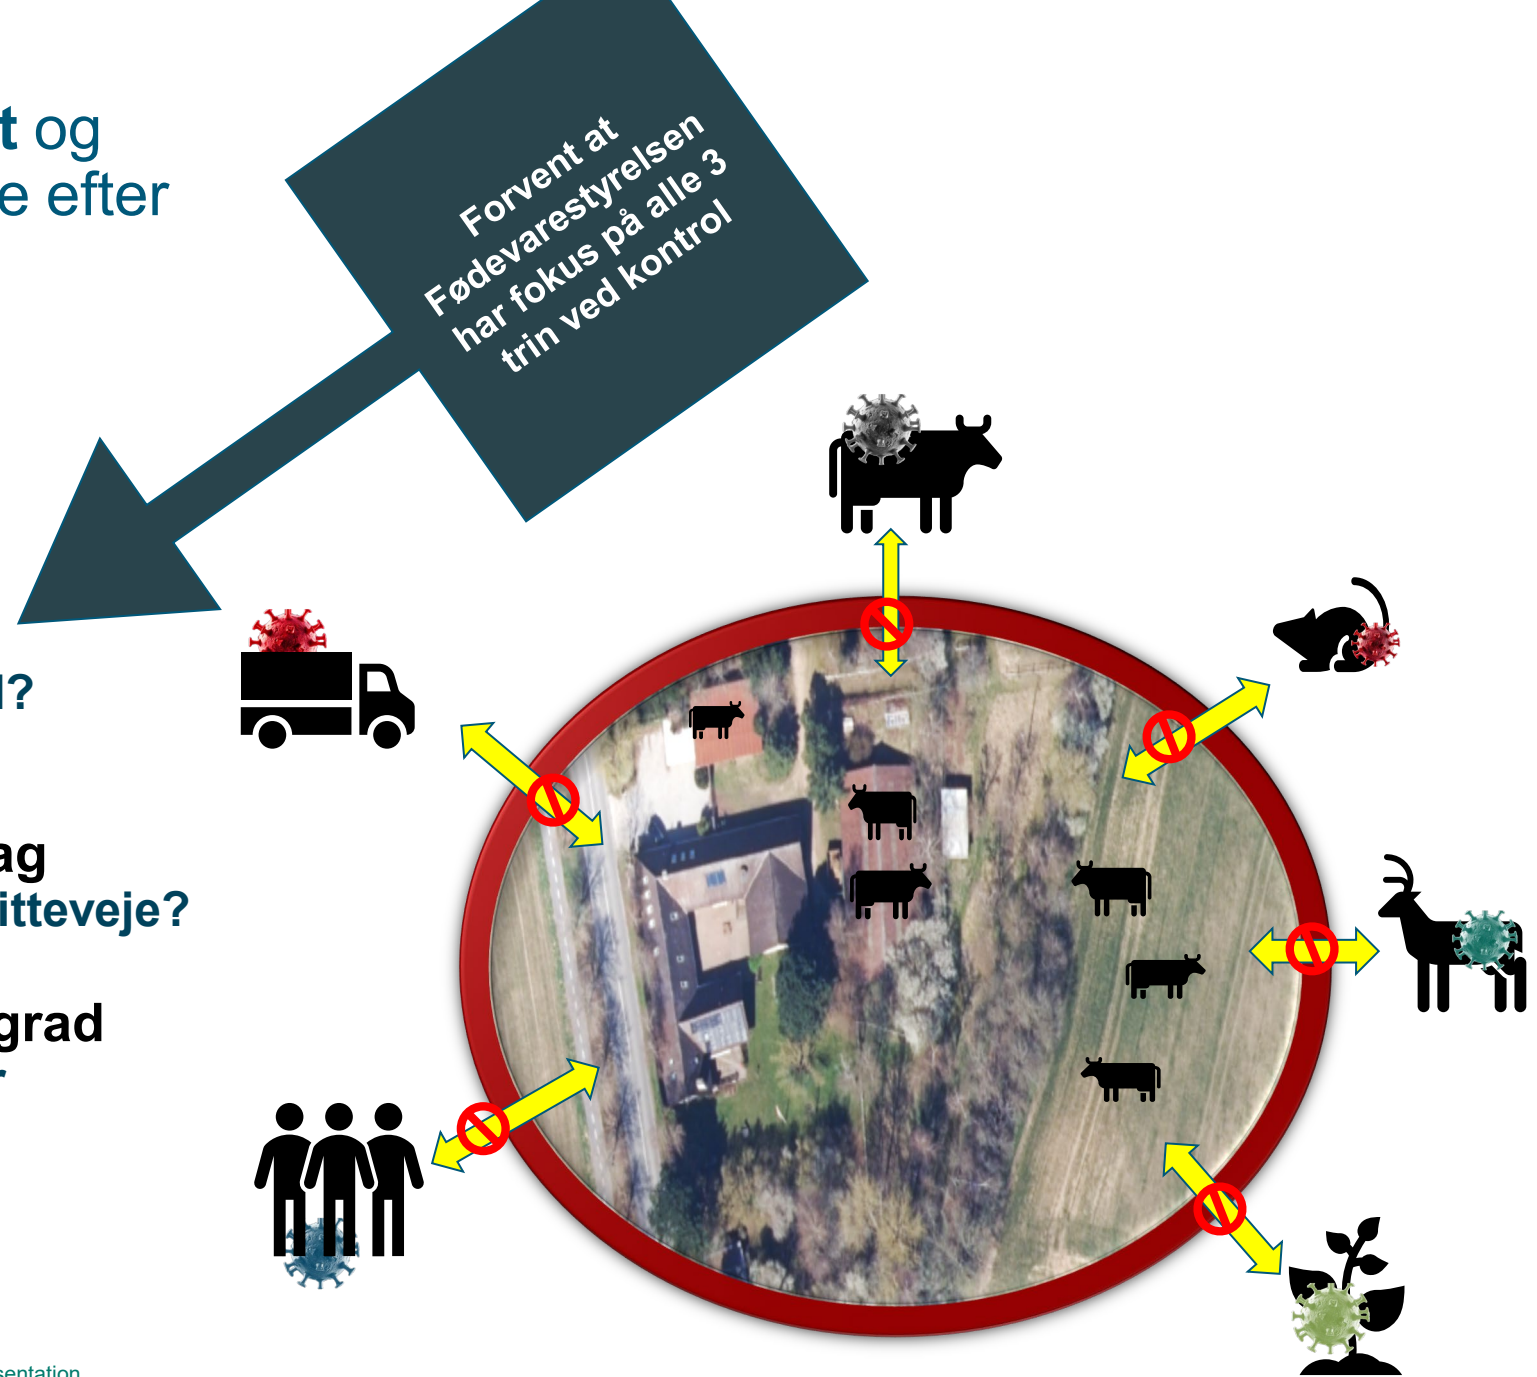 t og
e efter
Forvent at
Fødevarestyrelsen
har fokus på alle 3
trin ved kontrol
?
ag
itteveje?
grad
r
sentation